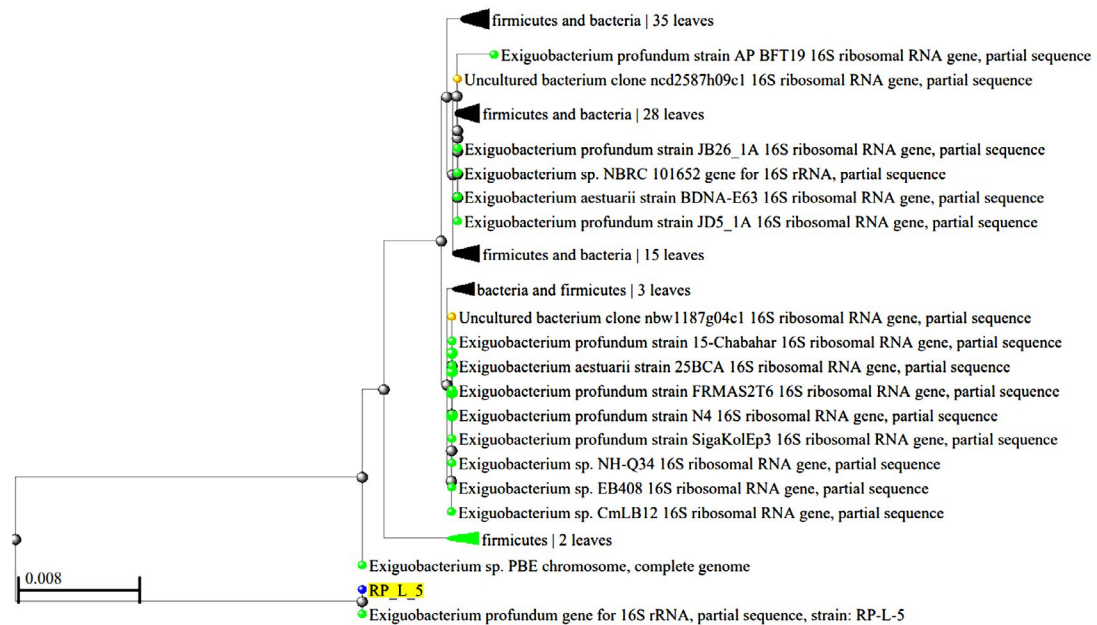 firmicutes and bacteria | 35 leaves
Exiguobacterium profundum strain AP BFT19 16S ribosomal RNA gene, partial sequence
Uncultured bacterium clone ncd2587h09c1 16S ribosomal RNA gene, partial sequence
firmicutes and bacteria | 28 leaves
Exiguobacterium profundum strain JB26_1A 16S ribosomal RNA gene, partial sequence
Exiguobacterium sp. NBRC 101652 gene for 16S rRNA, partial sequence
Exiguobacterium aestuarii strain BDNA-E63 16S ribosomal RNA gene, partial sequence
Exiguobacterium profundum strain JD5_1A 16S ribosomal RNA gene, partial sequence
firmicutes and bacteria | 15 leaves
bacteria and firmicutes | 3 leaves
Uncultured bacterium clone nbw1187g04c1 16S ribosomal RNA gene, partial sequence
Exiguobacterium profundum strain 15-Chabahar 16S ribosomal RNA gene, partial sequence
Exiguobacterium aestuarii strain 25BCA 16S ribosomal RNA gene, partial sequence
Exiguobacterium profundum strain FRMAS2T6 16S ribosomal RNA gene, partial sequence
Exiguobacterium profundum strain N4 16S ribosomal RNA gene, partial sequence
Exiguobacterium profundum strain SigaKolEp3 16S ribosomal RNA gene, partial sequence
Exiguobacterium sp. NH-Q34 16S ribosomal RNA gene, partial sequence
Exiguobacterium sp. EB408 16S ribosomal RNA gene, partial sequence
Exiguobacterium sp. CmLB12 16S ribosomal RNA gene, partial sequence
firmicutes | 2 leaves
Exiguobacterium sp. PBE chromosome, complete genome
0.008
RP_L_5
Exiguobacterium profundum gene for 16S rRNA, partial sequence, strain: RP-L-5